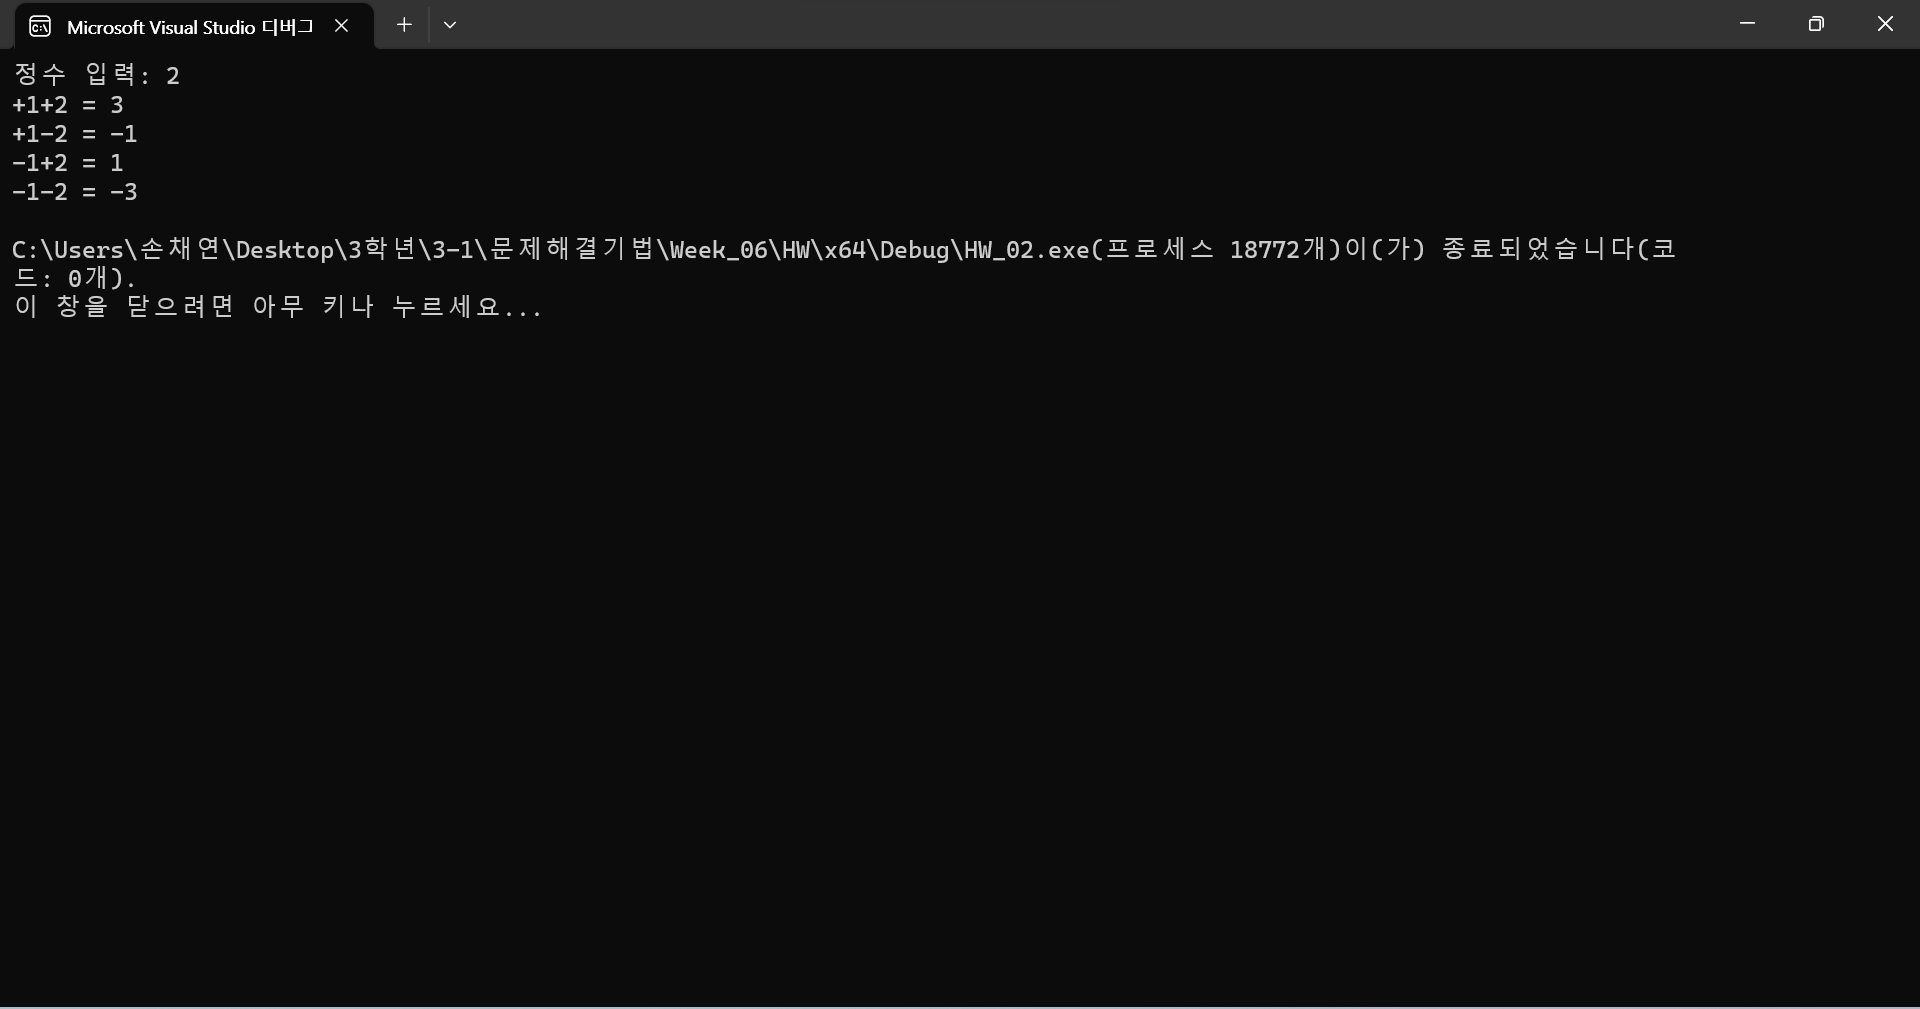 Microsoft Visual Studio 디버그
정수 입력: 2
+1+2 = 3
+1-2 = -1
-1+2 = 1
-1-2 = -3
C:\Users\손채연\Desktop\3학년\3-1\문제해결기법\Week_06\HW\x64\Debug\HW_02.exe(프로세스 18772개)이(가) 종료되었습니다(코
드: 0개).
이 창을 닫으려면 아무 키나 누르세요...